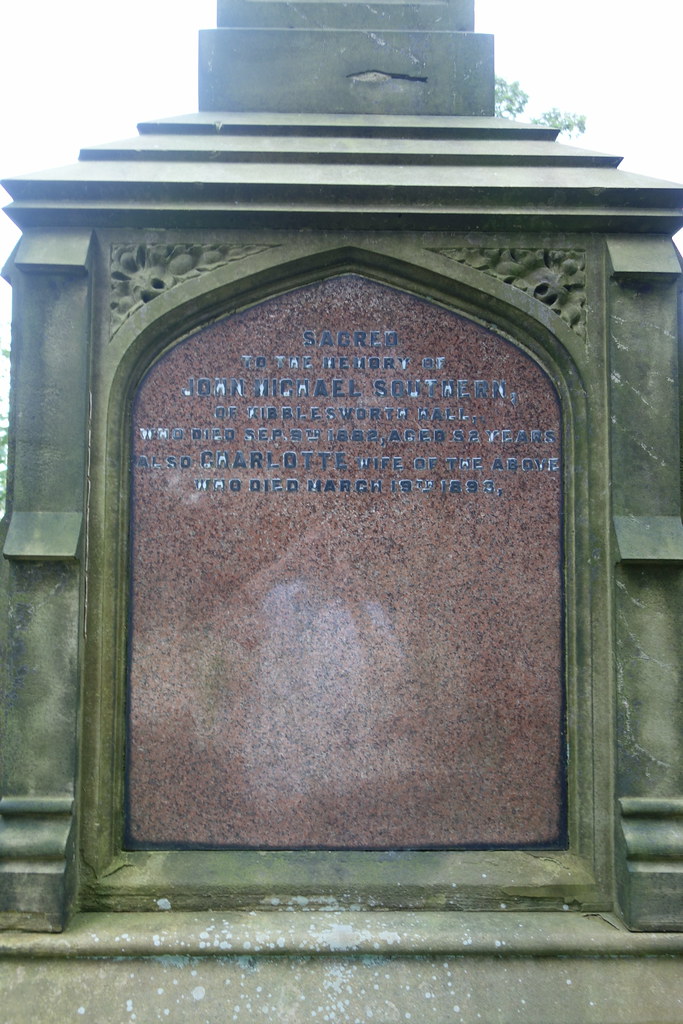 SACRED
TO THE MEMORY OF
JOHN MICHAEL SOUTHERN,
OF KIBBLESWORTH HALL.
WHO DIED SEP. 9TH 1882, AGED 52 YEARS
ALSO CHARLOTTE WIFE OF THE ABOVE
WHO DIED MARCH 19TH 1893,